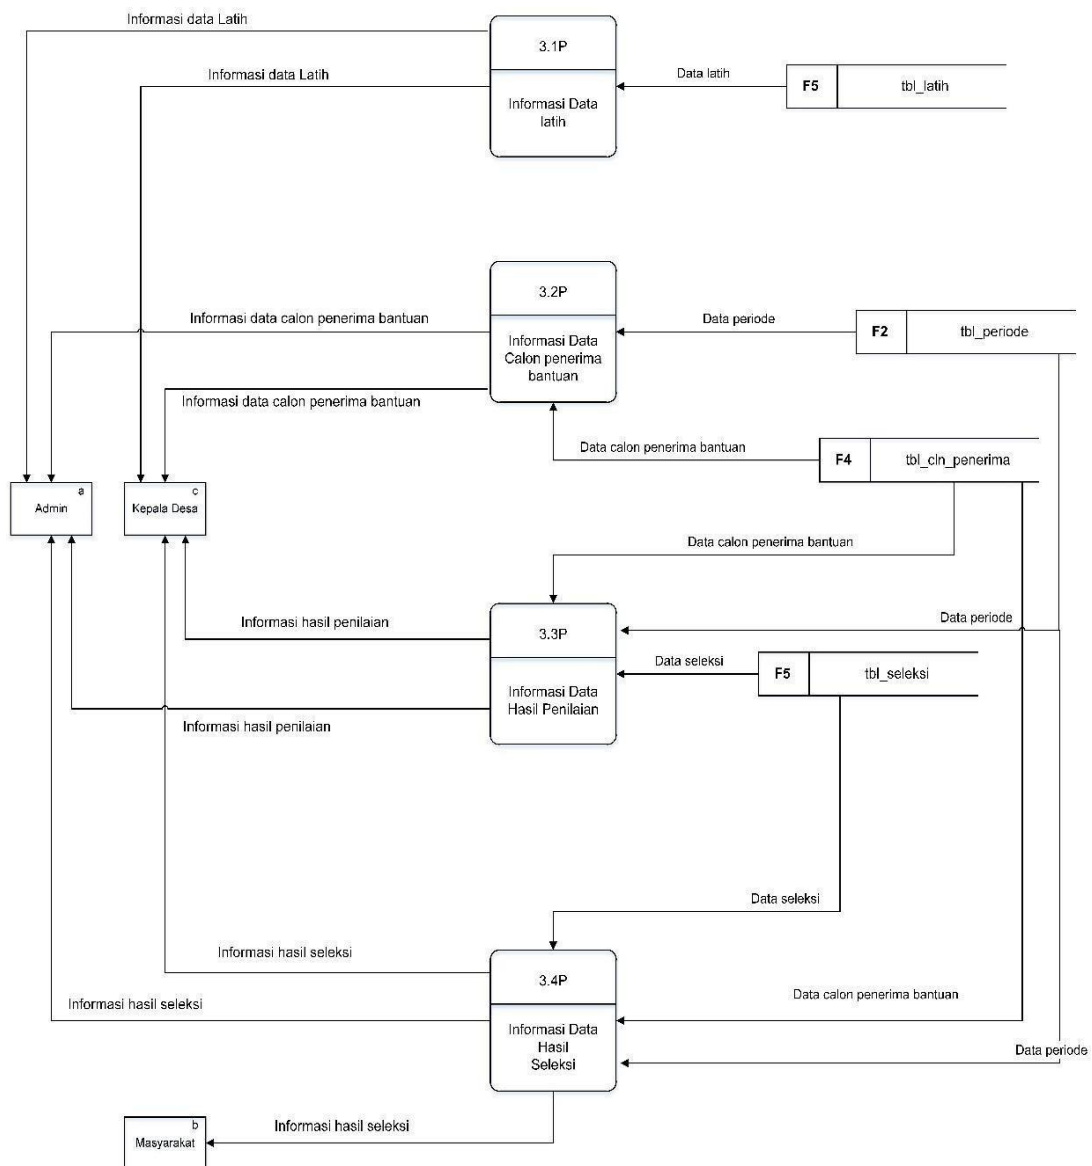 Informasi data Latih
3.1P
Informasi data Latih
Data latih
F5
tbl_latih
Informasi Data
latih
3.2P
Informasi data calon penerima bantuan
Data periode
F2
tbl_periode
Informasi Data
Calon penerima
bantuan
Informasi data calon penerima bantuan
Data calon penerima bantuan
F4
tbl_cln_penerima
a
Admin
c
Kepala Desa
Data calon penerima bantuan
Informasi hasil penilaian
3.3P
Data periode
Data seleksi
F5
tbl_seleksi
Informasi Data
Hasil Penilaian
Informasi hasil penilaian
Data seleksi
Informasi hasil seleksi
3.4P
Informasi hasil seleksi
Data calon penerima bantuan
Informasi Data
Hasil
Seleksi
Data periode
b
Masyarakat
Informasi hasil seleksi